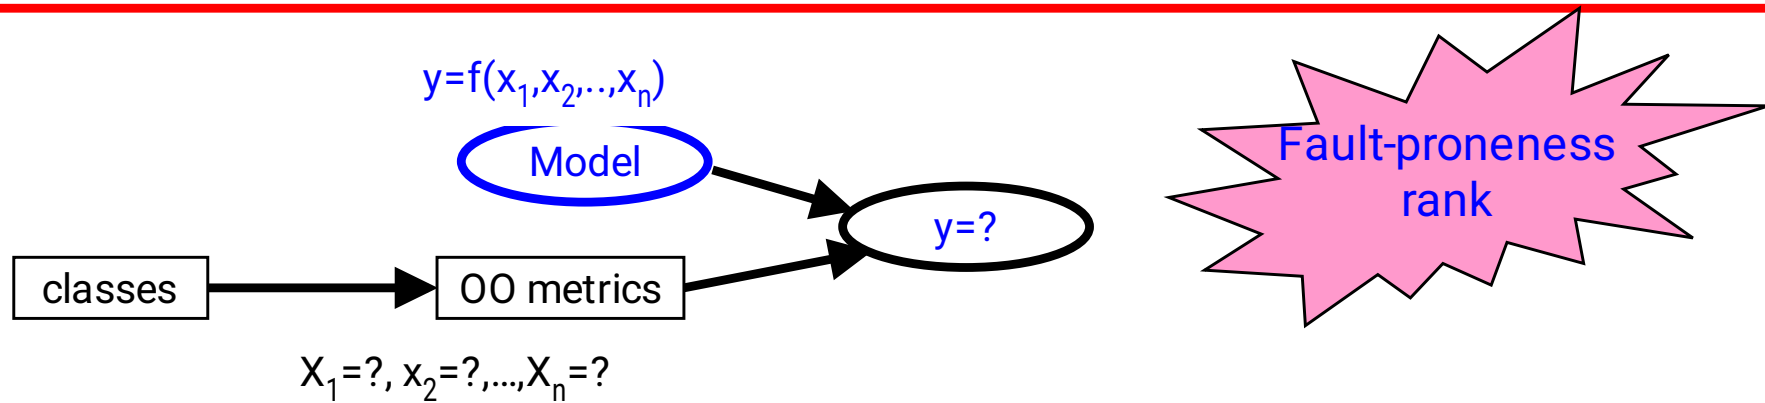 y=f(x₁,x₂,..,xₙ)
Model
Fault-proneness
rank
y=?
classes
OO metrics
X₁=?, x₂=?,...,Xₙ=?